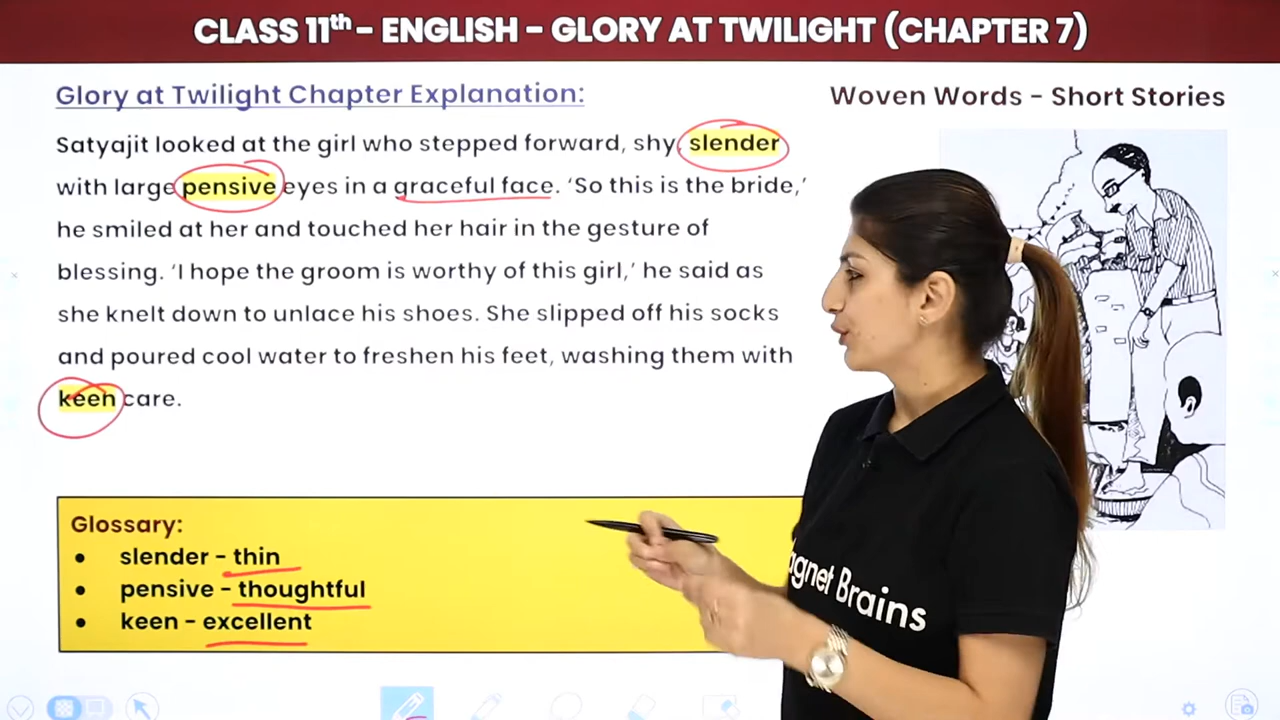 CLASS 11th - ENGLISH - GLORY AT TWILIGHT (CHAPTER 7)
Glory at Twilight Chapter Explanation:
Woven Words - Short Stories
Satyajit looked at the girl who stepped forward, shy, slender
with large pensive eyes in a graceful face. ‘So this is the bride,’
he smiled at her and touched her hair in the gesture of
blessing. ‘I hope the groom is worthy of this girl,’ he said as
she knelt down to unlace his shoes. She slipped off his socks
and poured cool water to freshen his feet, washing them with
keen care.
Glossary:
• slender - thin
• pensive - thoughtful
• keen - excellent
agnet Brains